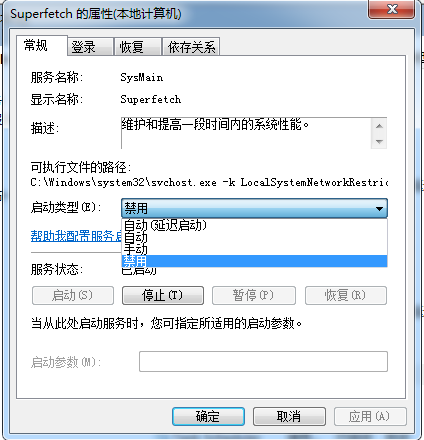 Superfetch 的属性(本地计算机)
常规 登录 恢复 依存关系
服务名称: SysMain
显示名称: Superfetch
描述: 维护和提高一段时间内的系统性能。
可执行文件的路径:
C:\Windows\system32\svchost.exe -k LocalSystemNetworkRestric
启动类型(E): 禁用
自动(延迟启动)
帮助我配置服务启 自动
手动
禁用
服务状态: 已启动
启动(S) 停止(T) 暂停(P) 恢复(R)
当从此处启动服务时，您可指定所适用的启动参数。
启动参数(M):
确定 取消 应用(A)